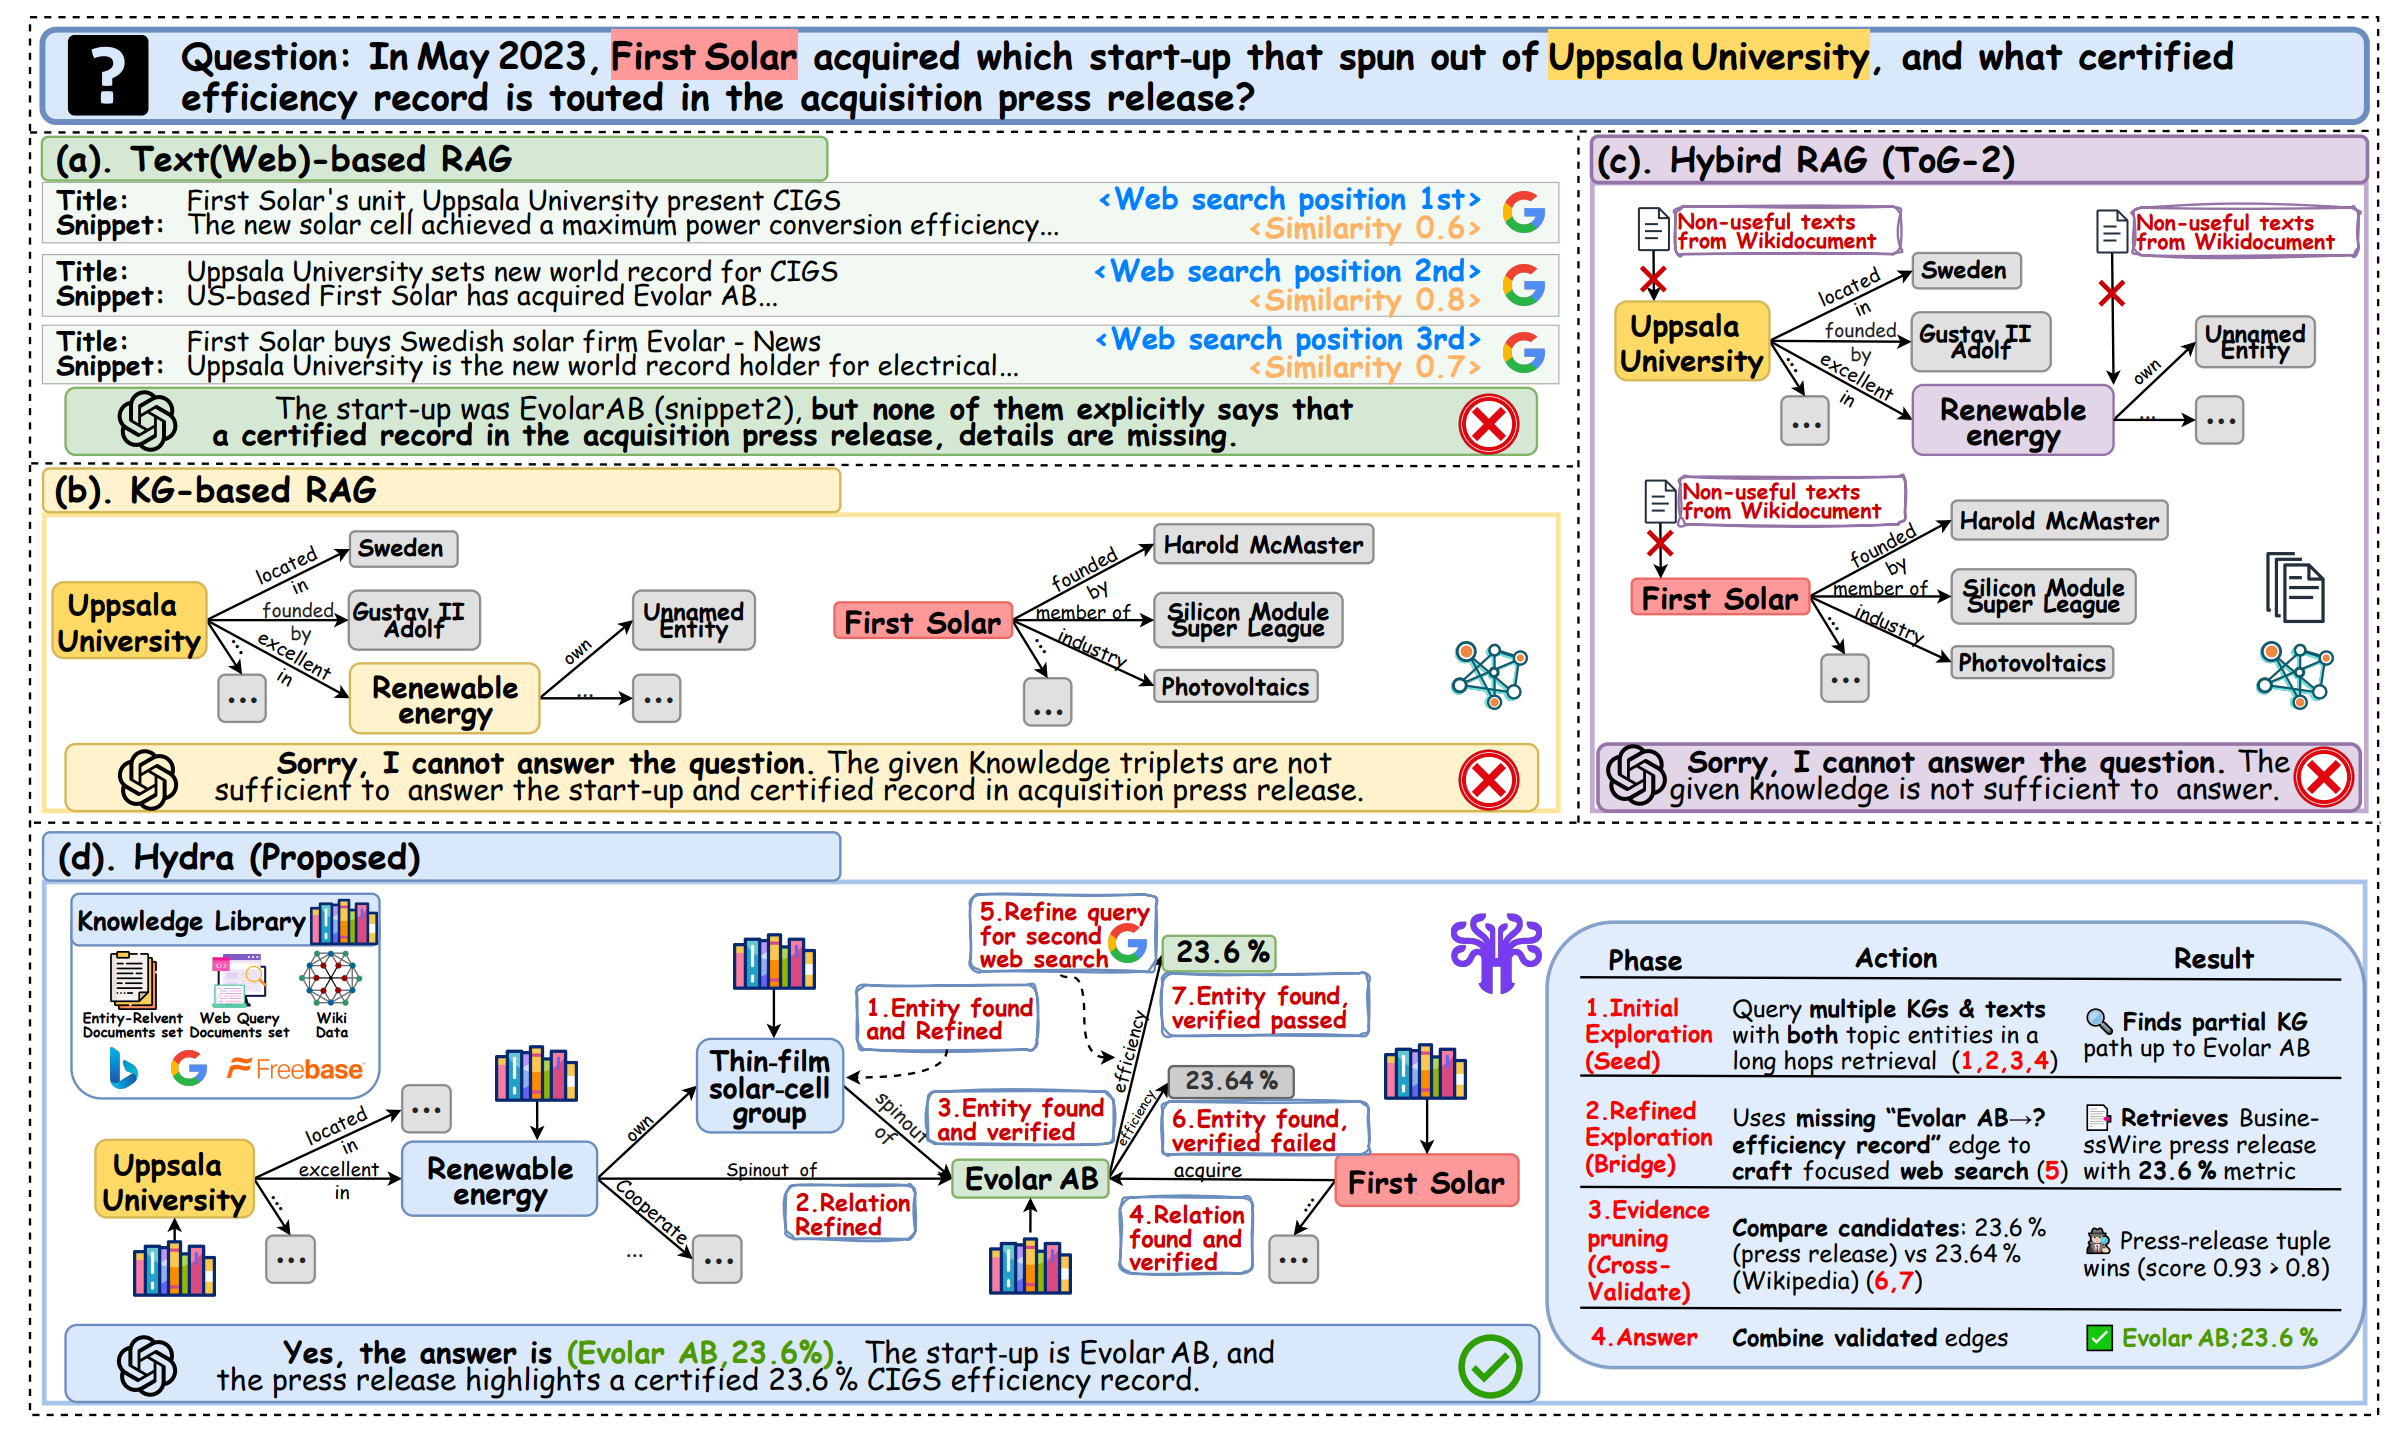 ?
Question: In May 2023, First Solar acquired which start-up that spun out of Uppsala University, and what certified
efficiency record is touted in the acquisition press release?
(a). Text(Web)-based RAG
Title: First Solar's unit, Uppsala University present CIGS
Snippet: The new solar cell achieved a maximum power conversion efficiency...
<Web search position 1st>
<Similarity 0.6>
Title: Uppsala University sets new world record for CIGS
Snippet: US-based First Solar has acquired Evolar AB...
<Web search position 2nd>
<Similarity 0.8>
Title: First Solar buys Swedish solar firm Evolar - News
Snippet: Uppsala University is the new world record holder for electrical...
<Web search position 3rd>
<Similarity 0.7>
The start-up was EvolarAB (snippet2), but none of them explicitly says that
a certified record in the acquisition press release, details are missing.
(b). KG-based RAG
Uppsala
University
located
in
Sweden
founded
by
Gustav II
Adolf
excellent
in
...
...
Renewable
energy
own
Unnamed
Entity
...
...
First Solar
founded
by
Harold McMaster
member of
Silicon Module
Super League
industry
Photovoltaics
...
...
Sorry, I cannot answer the question. The given Knowledge triplets are not
sufficient to answer the start-up and certified record in acquisition press release.
(c). Hybird RAG (ToG-2)
Non-useful texts
from Wikidocument
Non-useful texts
from Wikidocument
Uppsala
University
located
in
Sweden
founded
by
Gustav II
Adolf
excellent
in
...
...
Renewable
energy
own
Unnamed
Entity
...
...
Non-useful texts
from Wikidocument
First Solar
founded
by
Harold McMaster
member of
Silicon Module
Super League
industry
Photovoltaics
...
...
Sorry, I cannot answer the question. The
given knowledge is not sufficient to answer.
(d). Hydra (Proposed)
Knowledge Library
Entity-Relvent
Documents set
Web Query
Documents set
Wiki
Data
Freebase
Uppsala
University
located
in
...
excellent
in
...
...
Renewable
energy
own
Thin-film
solar-cell
group
Spinout of
Cooperate
...
...
1.Entity found
and Refined
2.Relation
Refined
spinout
of
3.Entity found
and verified
Evolar AB
acquire
First Solar
4.Relation
found and
verified
...
...
5.Refine query
for second
web search
efficiency
23.6 %
7.Entity found,
verified passed
efficiency
23.64 %
6.Entity found,
verified failed
Phase Action Result
1.Initial
Exploration
(Seed)
Query multiple KGs & texts
with both topic entities in a
long hops retrieval (1,2,3,4)
Finds partial KG
path up to Evolar AB
2.Refined
Exploration
(Bridge)
Uses missing “Evolar AB→?
efficiency record” edge to
craft focused web search (5)
Retrieves Busine-
ssWire press release
with 23.6 % metric
3.Evidence
pruning
(Cross-
Validate)
Compare candidates: 23.6 %
(press release) vs 23.64 %
(Wikipedia) (6,7)
Press-release tuple
wins (score 0.93 > 0.8)
4.Answer
Combine validated edges
Evolar AB;23.6 %
Yes, the answer is (Evolar AB,23.6%). The start-up is Evolar AB, and
the press release highlights a certified 23.6 % CIGS efficiency record.